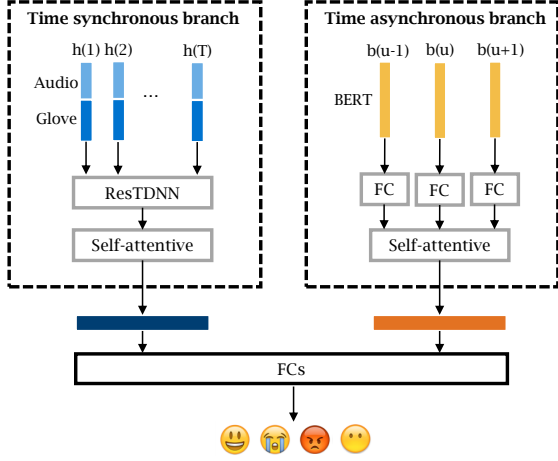 Time synchronous branch
h(1) h(2) h(T)
Audio
...
Glove
ResTDNN
Self-attentive
Time asynchronous branch
b(u-1) b(u) b(u+1)
BERT
FC FC FC
Self-attentive
FCs